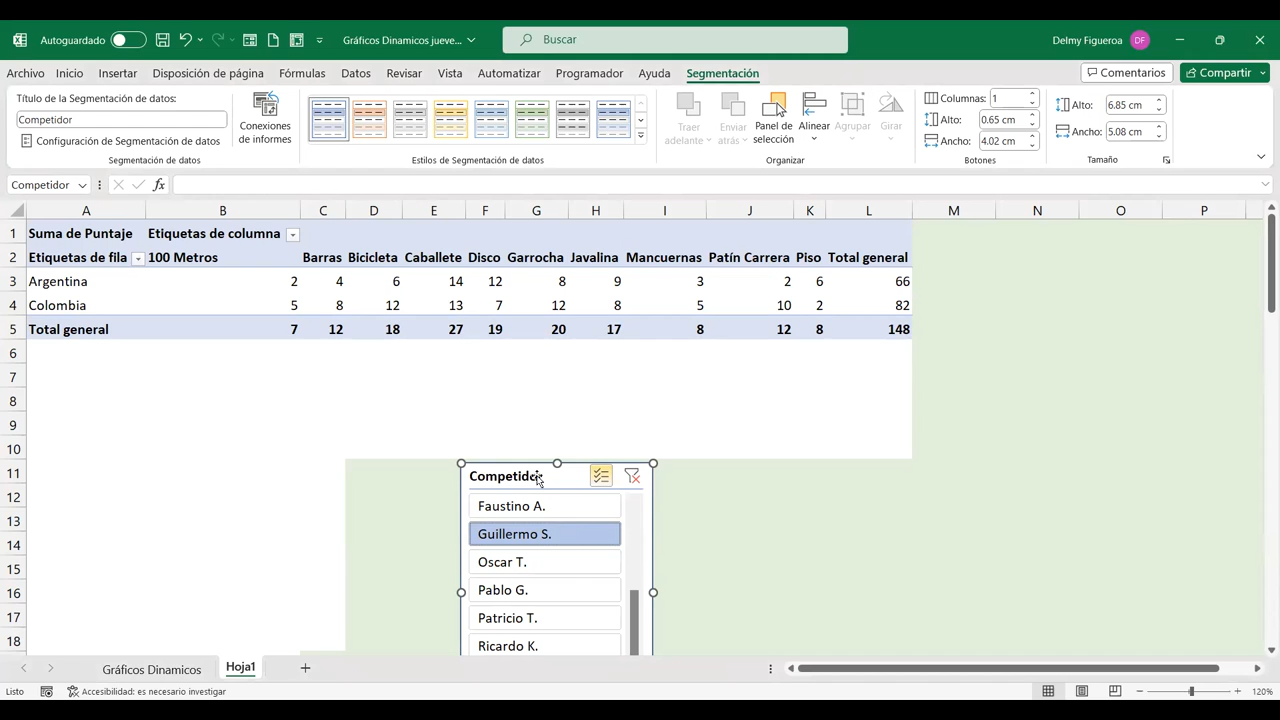 Autoguardado
Gráficos Dinamicos jueve...
Buscar
Delmy Figueroa DF
Archivo Inicio Insertar Disposición de página Fórmulas Datos Revisar Vista Automatizar Programador Ayuda Segmentación Comentarios Compartir
Título de la Segmentación de datos:
Competidor
Configuración de Segmentación de datos
Segmentación de datos
Conexiones
de informes
Estilos de Segmentación de datos
Traer
adelante
Enviar
atrás
Panel de
selección
Alinear
Agrupar
Girar
Organizar
Columnas: 1
Alto: 0.65 cm
Ancho: 4.02 cm
Botones
Alto: 6.85 cm
Ancho: 5.08 cm
Tamaño
Competidor fx
A B C D E F G H I J K L M N O P
1 Suma de Puntaje Etiquetas de columna
2 Etiquetas de fila 100 Metros Barras Bicicleta Caballete Disco Garrocha Javalina Mancuernas Patín Carrera Piso Total general
3 Argentina 2 4 6 14 12 8 9 3 2 6 66
4 Colombia 5 8 12 13 7 12 8 5 10 2 82
5 Total general 7 12 18 27 19 20 17 8 12 8 148
6
7
8
9
10
11
12
13
14
15
16
17
18
Competidor
Faustino A.
Guillermo S.
Oscar T.
Pablo G.
Patricio T.
Ricardo K.
Gráficos Dinamicos Hoja1
Listo Accesibilidad: es necesario investigar 120%